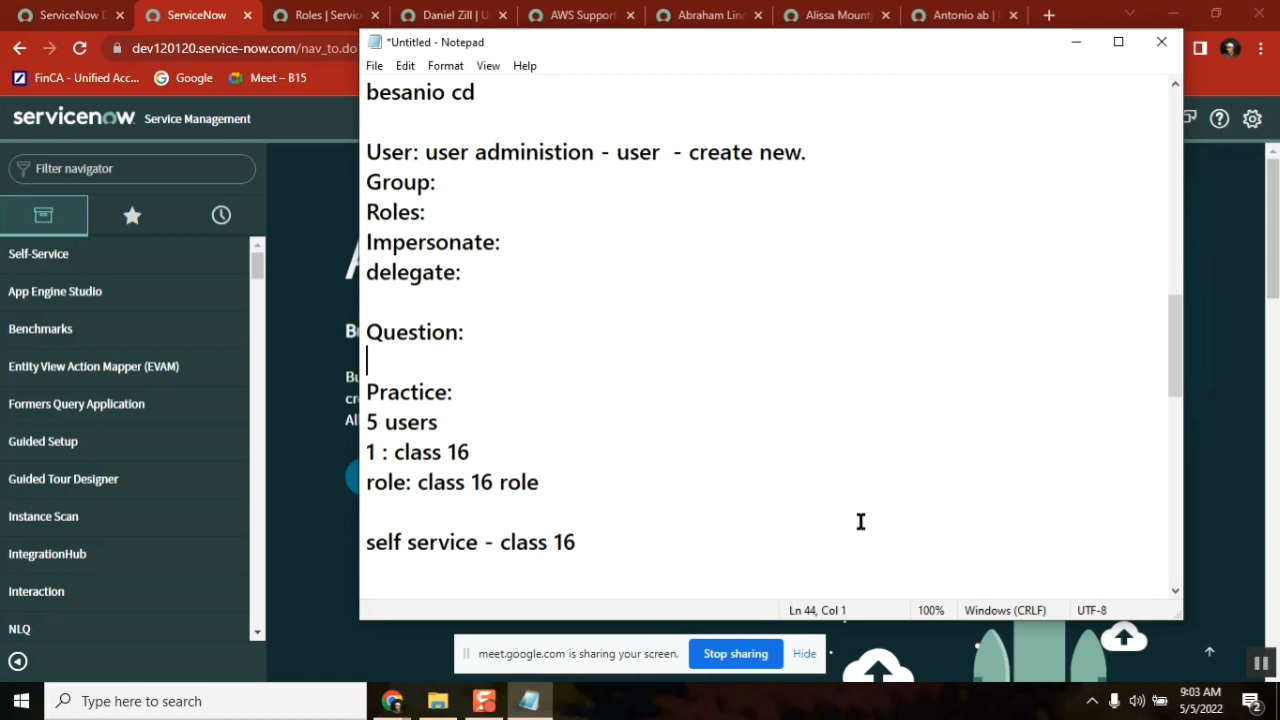 ServiceNow D
ServiceNow
Roles | Servic
Daniel Zill | U
AWS Support
Abraham Linc
Alissa Mountj
Antonio ab | U
dev120120.service-now.com/nav_to.do
FinCA - Unified Acc...
Google
Meet – B15
*Untitled - Notepad
File Edit Format View Help
servicenow Service Management
Filter navigator
Self-Service
App Engine Studio
Benchmarks
Entity View Action Mapper (EVAM)
Formers Query Application
Guided Setup
Guided Tour Designer
Instance Scan
IntegrationHub
Interaction
NLQ
A
Bu
Bu
cr
Al
besanio cd
User: user administion - user - create new.
Group:
Roles:
Impersonate:
delegate:
Question:
Practice:
5 users
1 : class 16
role: class 16 role
self service - class 16
Ln 44, Col 1
100%
Windows (CRLF)
UTF-8
meet.google.com is sharing your screen.
Stop sharing
Hide
Type here to search
9:03 AM
5/5/2022
2